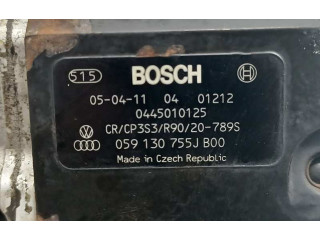 515 BOSCH
05-04-11 04 01212
0445010125
CR/CP3S3/R90/20-789S
059 130 755J B00
Made in Czech Republic